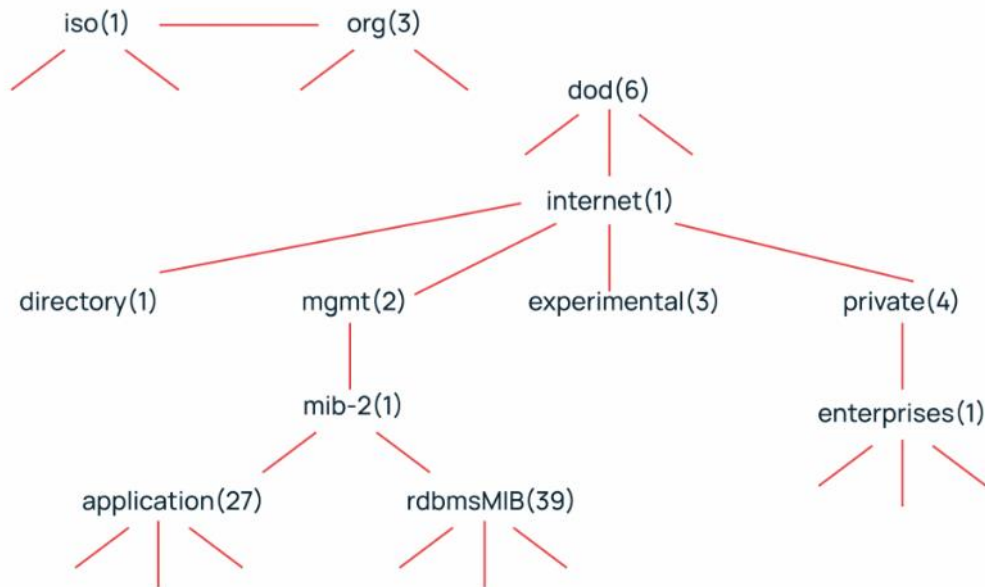 iso(1) org(3)
dod(6)
internet(1)
directory(1) mgmt(2) experimental(3) private(4)
mib-2(1) enterprises(1)
application(27) rdbmsMIB(39)